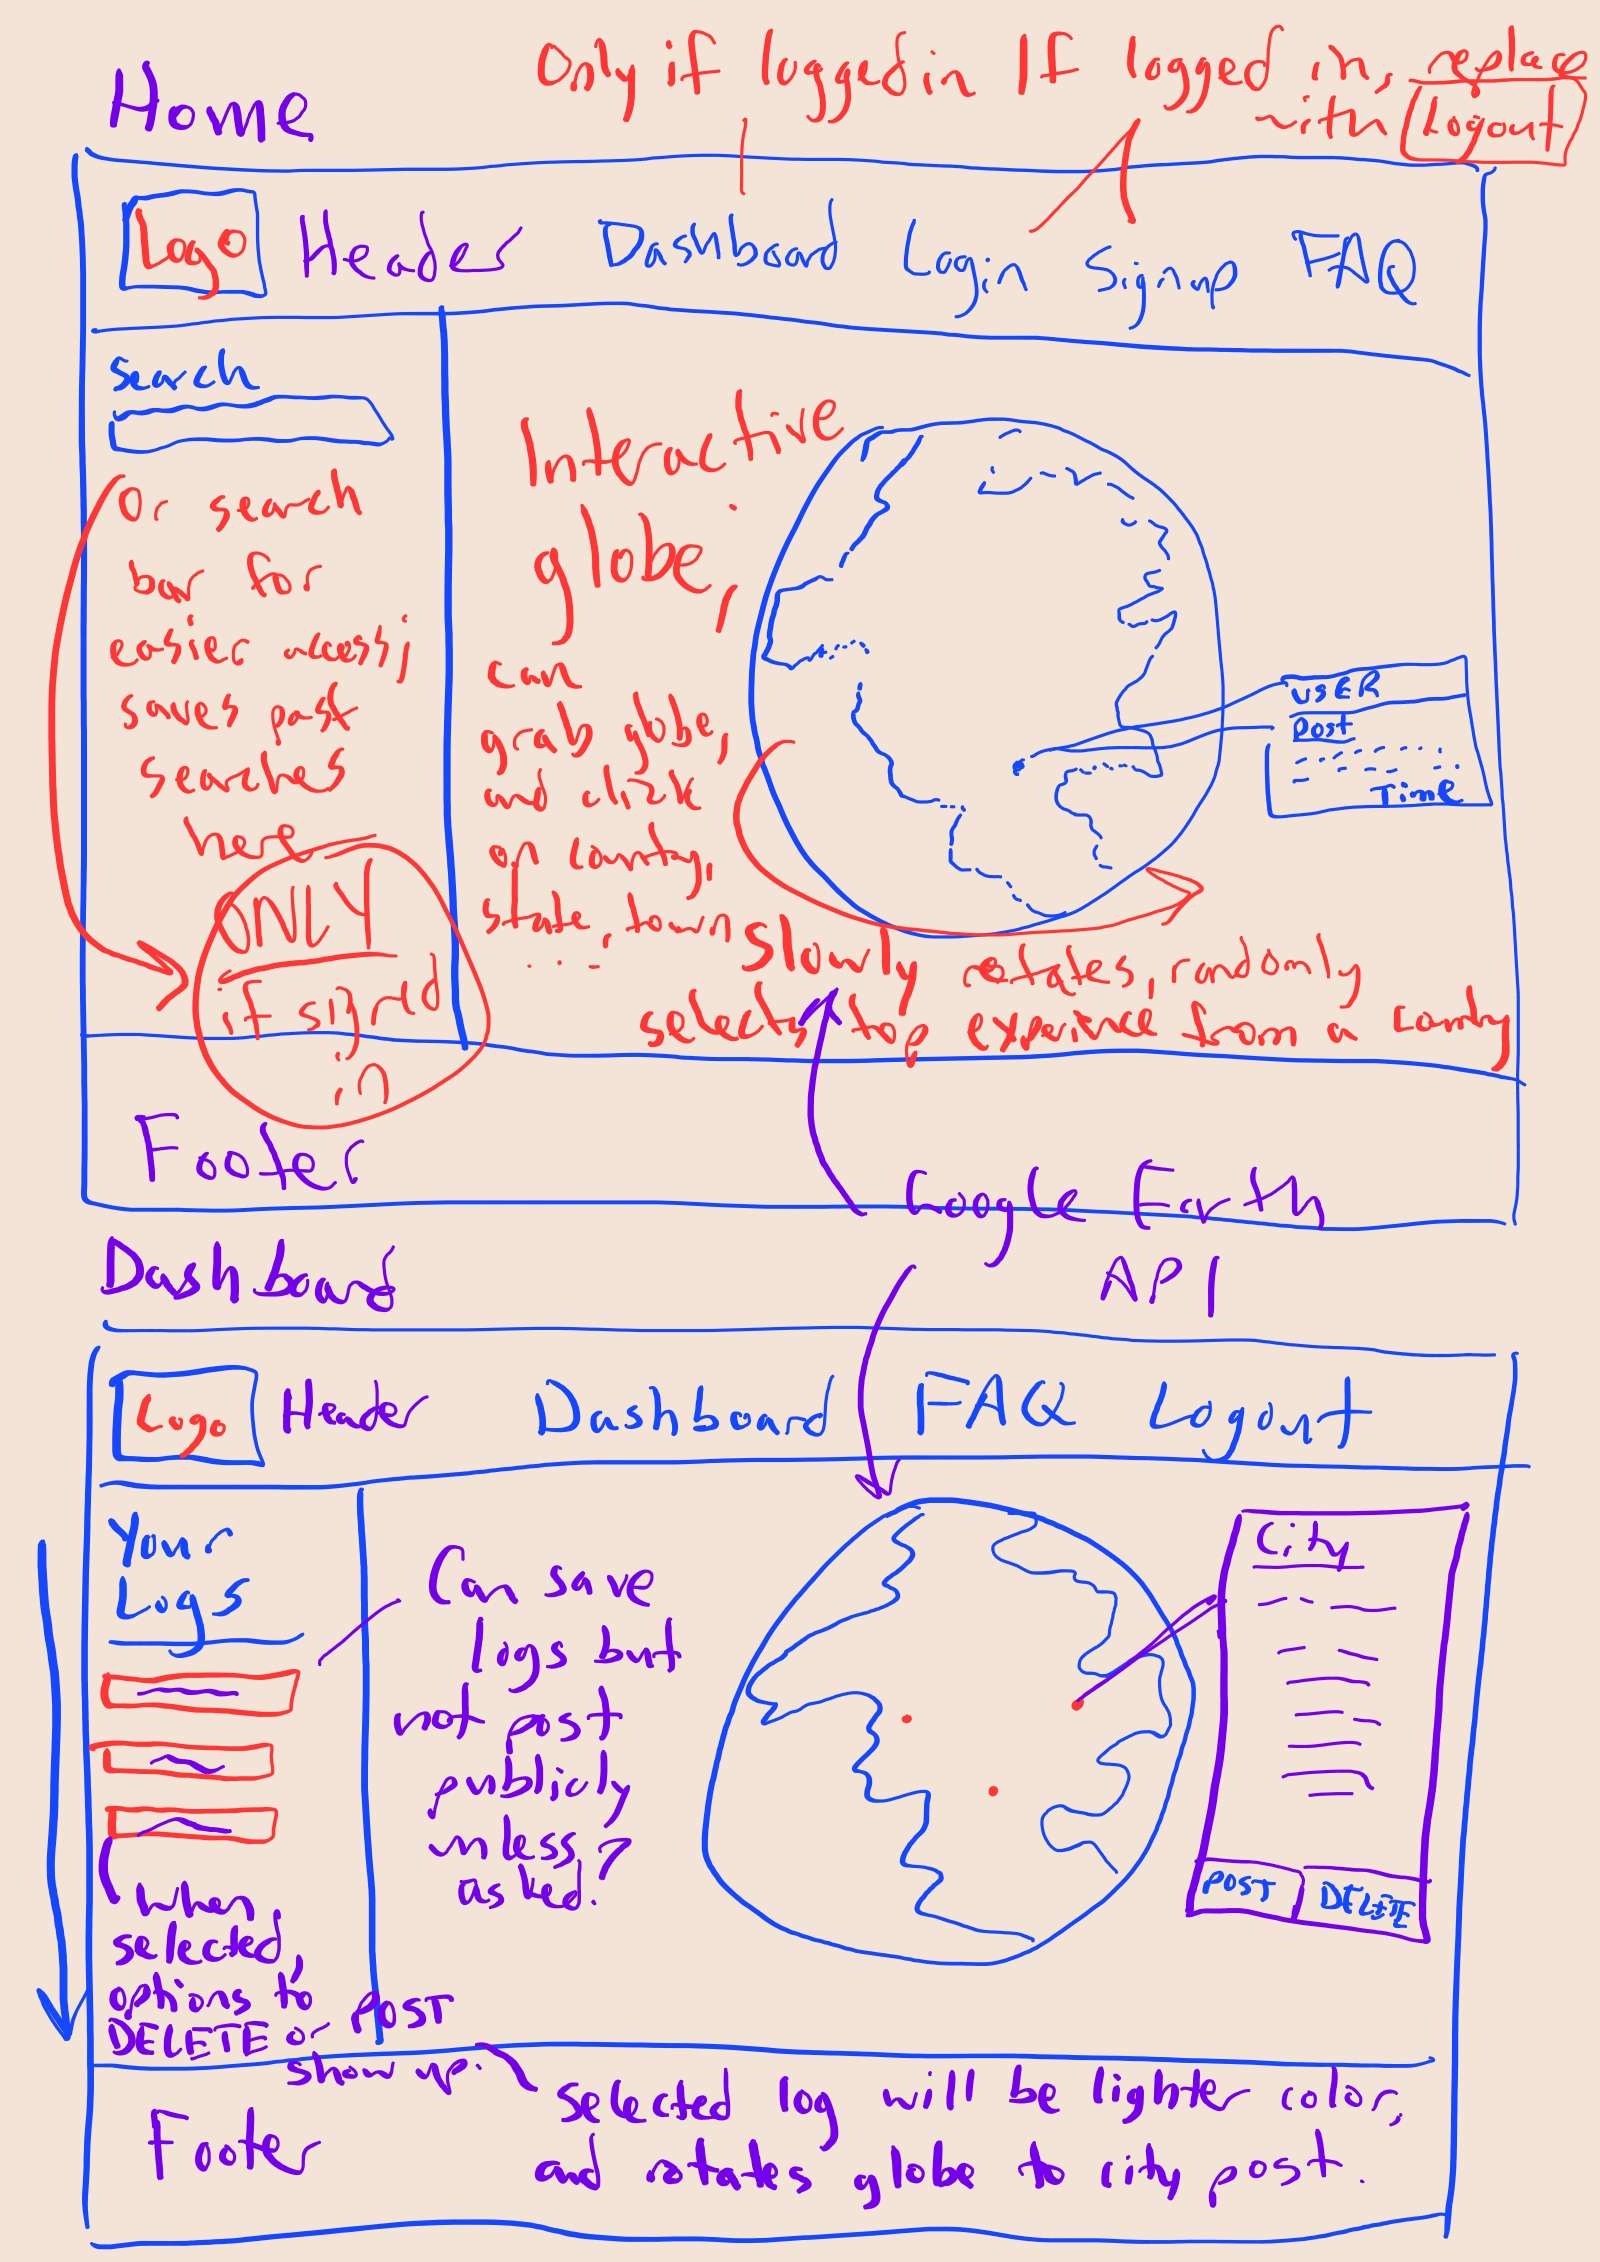 Home
Only if logged in
If logged in, replace
with Logout
Logo
Header
Dashboard
Login
Signup
FAQ
Search
Or search
bar for
easier access;
saves past
searches
here
ONLY
if signed
in
Interactive
globe,
can
grab globe,
and click
on country,
state, town
...
USER
Post
Time
Slowly rotates, randomly
selects top experience from a country
Footer
Google Earth
API
Dashboard
Logo
Header
Dashboard
FAQ
Logout
Your
Logs
Can save
logs but
not post
publicly
unless
asked?
City
POST
DELETE
When
selected,
options to
DELETE or POST
show up.
Selected log will be lighter color,
and rotates globe to city post.
Footer